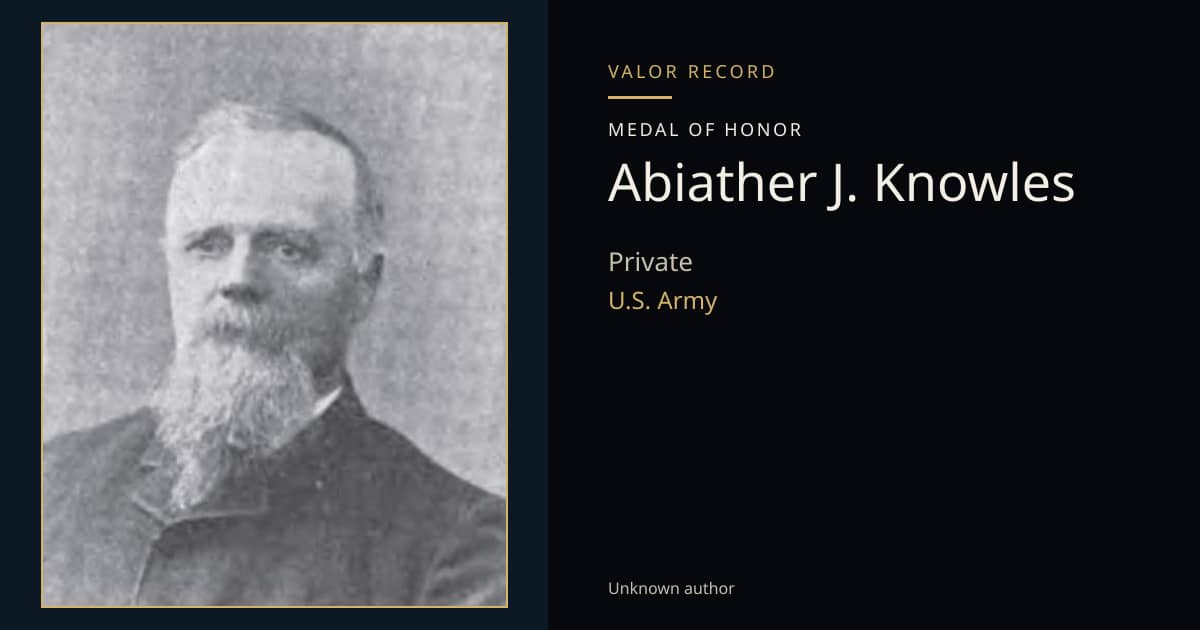 VALOR RECORD
MEDAL OF HONOR
Abiather J. Knowles
Private
U.S. Army
Unknown author